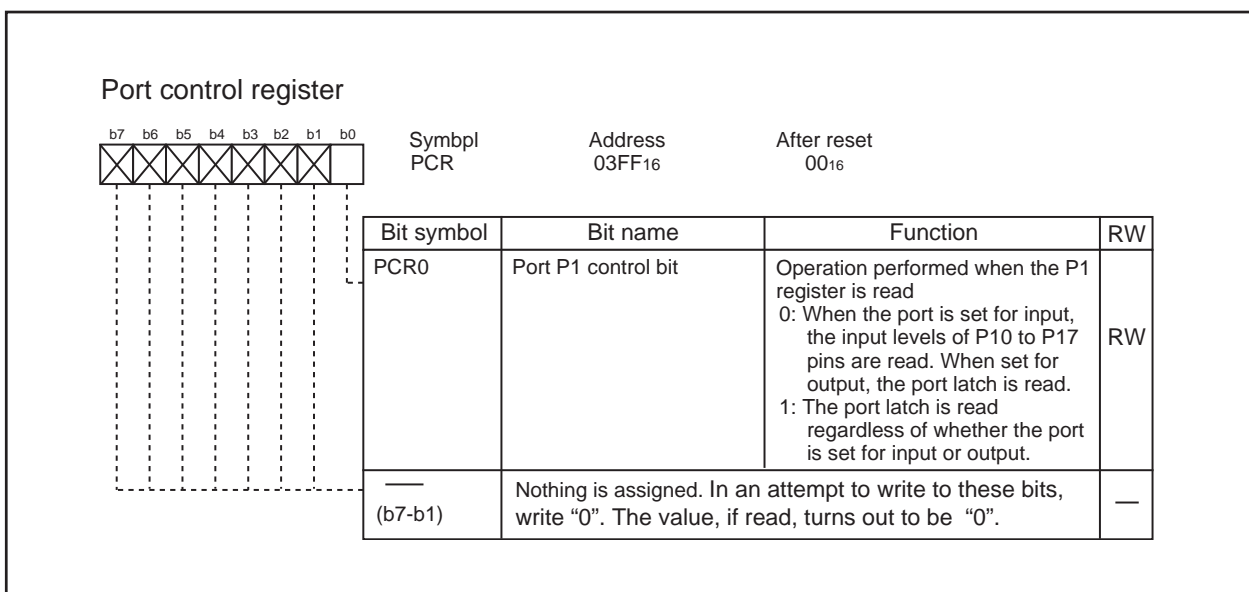 Port control register
b7 b6 b5 b4 b3 b2 b1 b0
Symbpl Address After reset
PCR 03FF16 0016
Bit symbol Bit name Function RW
PCR0 Port P1 control bit Operation performed when the P1
register is read
0: When the port is set for input,
the input levels of P10 to P17
pins are read. When set for
output, the port latch is read.
1: The port latch is read
regardless of whether the port
is set for input or output.
RW
(b7-b1) Nothing is assigned. In an attempt to write to these bits,
write “0”. The value, if read, turns out to be “0”.
—